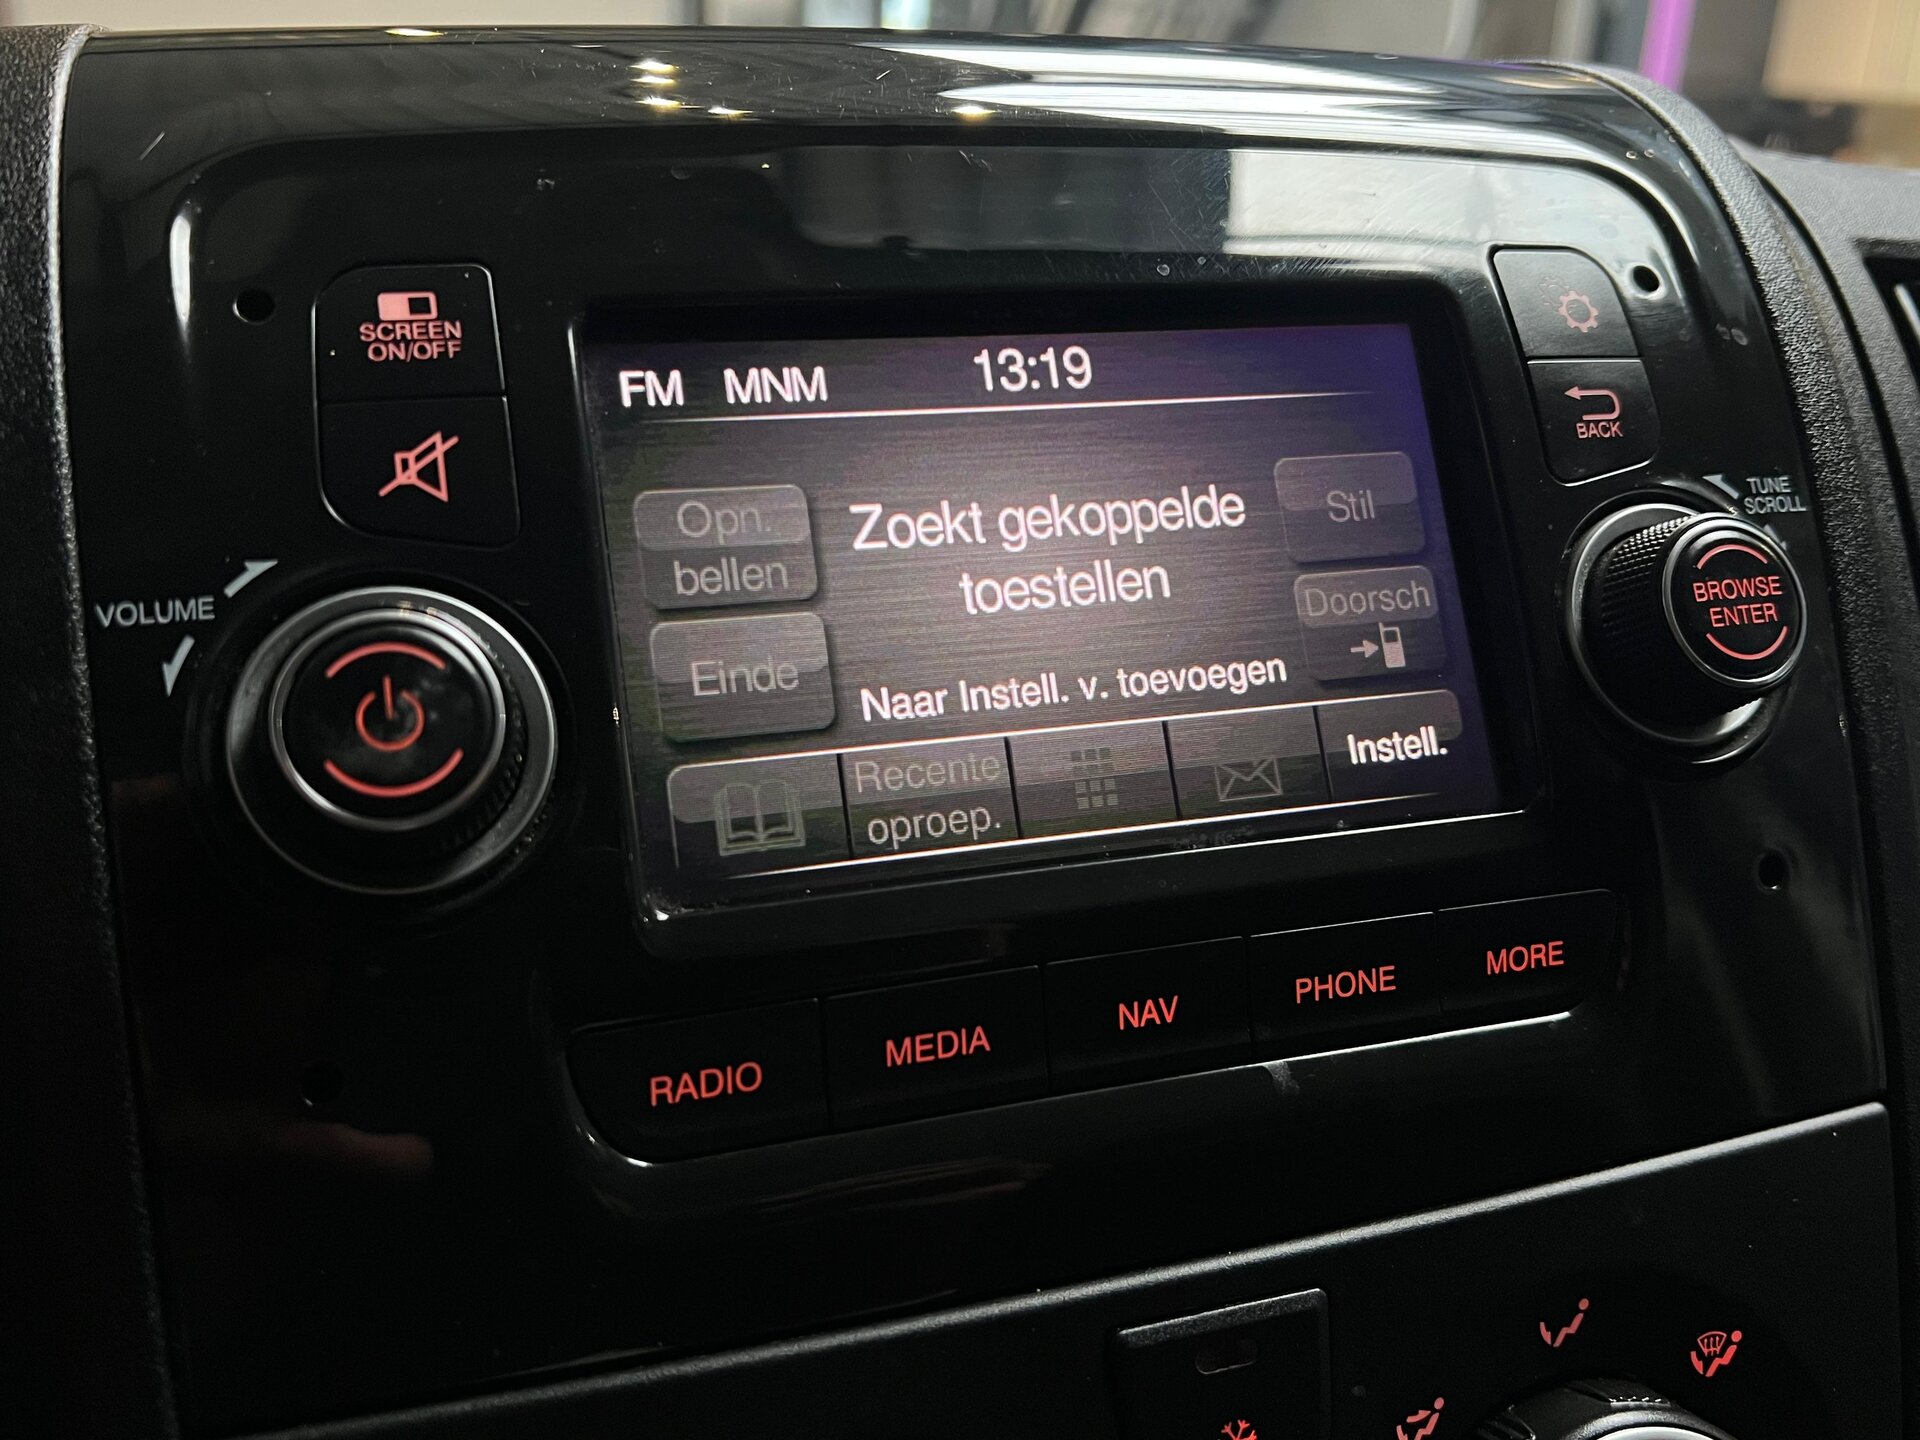 SCREEN
ON/OFF
FM MNM 13:19
BACK
TUNE
SCROLL
VOLUME
Opn.
bellen
Zoekt gekoppelde
toestellen
Stil
Doorsch
BROWSE
ENTER
Einde
Naar Instell. v. toevoegen
Recente
oproep.
Instell.
RADIO
MEDIA
NAV
PHONE
MORE